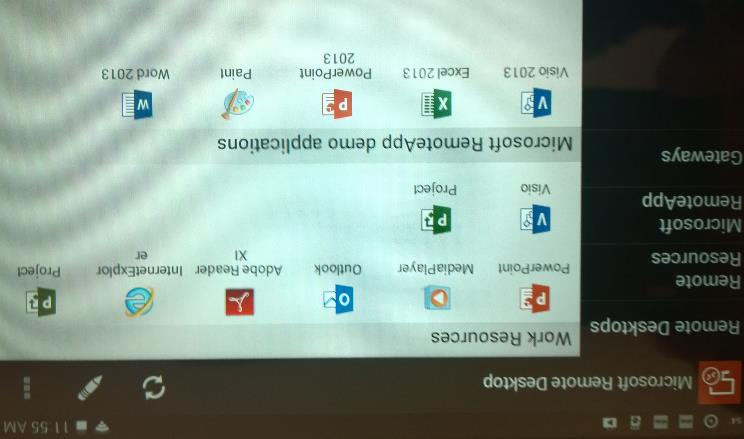 11:55 AM
Microsoft Remote Desktop
Remote Desktops
Remote
Resources
Microsoft
RemoteApp
Gateways
Work Resources
PowerPoint
MediaPlayer
Outlook
Adobe Reader
XI
InternetExplor
er
Project
Visio
Project
Microsoft RemoteApp demo applications
Visio 2013
Excel 2013
PowerPoint
2013
Paint
Word 2013